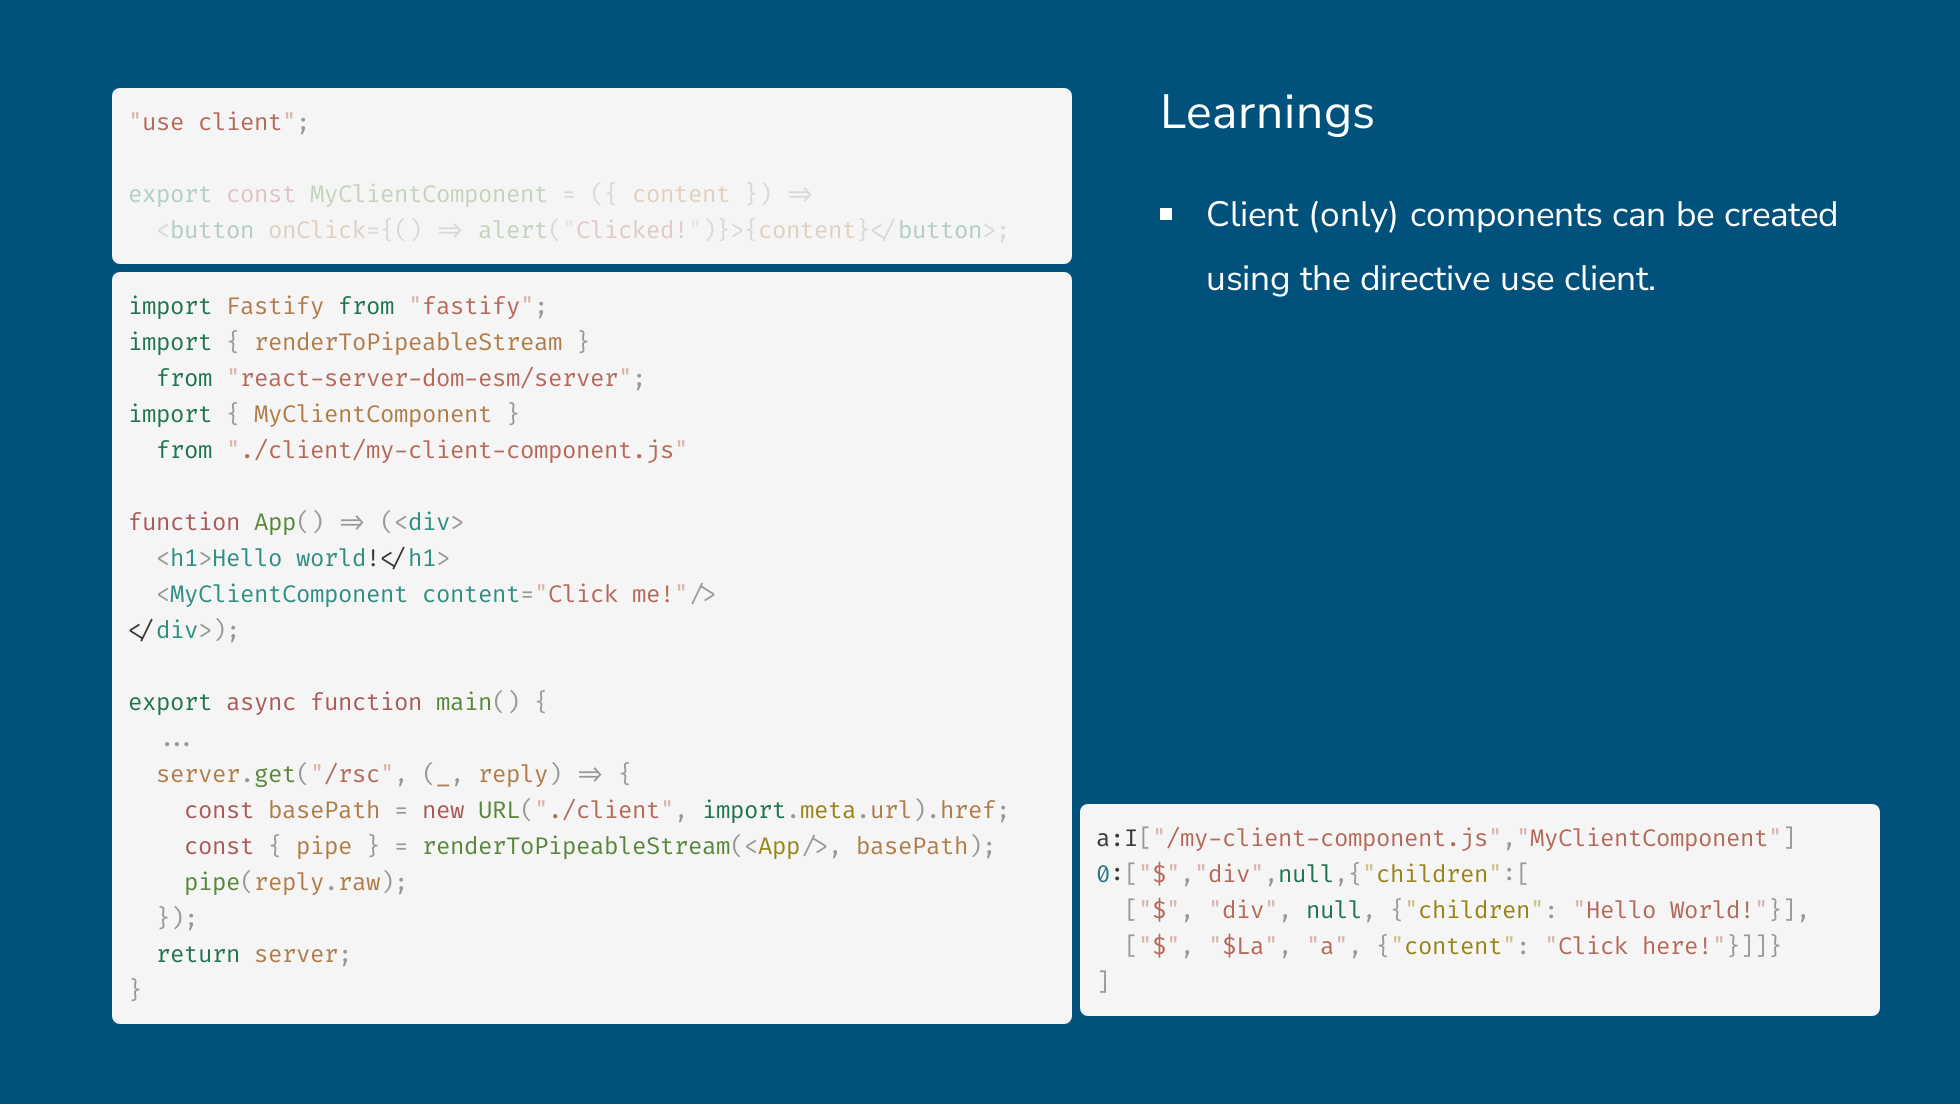 "use client";
export const MyClientComponent = ({ content }) =>
  <button onClick={() => alert("Clicked!")}>{content}</button>;
import Fastify from "fastify";
import { renderToPipeableStream }
  from "react-server-dom-esm/server";
import { MyClientComponent }
  from "./client/my-client-component.js"
function App() => (<div>
  <h1>Hello world!</h1>
  <MyClientComponent content="Click me!"/>
</div>);
export async function main() {
  ...
  server.get("/rsc", (_, reply) => {
    const basePath = new URL("./client", import.meta.url).href;
    const { pipe } = renderToPipeableStream(<App/>, basePath);
    pipe(reply.raw);
  });
  return server;
}
Learnings
▪ Client (only) components can be created
using the directive use client.
a:I["/my-client-component.js","MyClientComponent"]
0:["$","div",null,{"children":[
  ["$", "div", null, {"children": "Hello World!"}],
  ["$", "$La", "a", {"content": "Click here!"}]]}
]